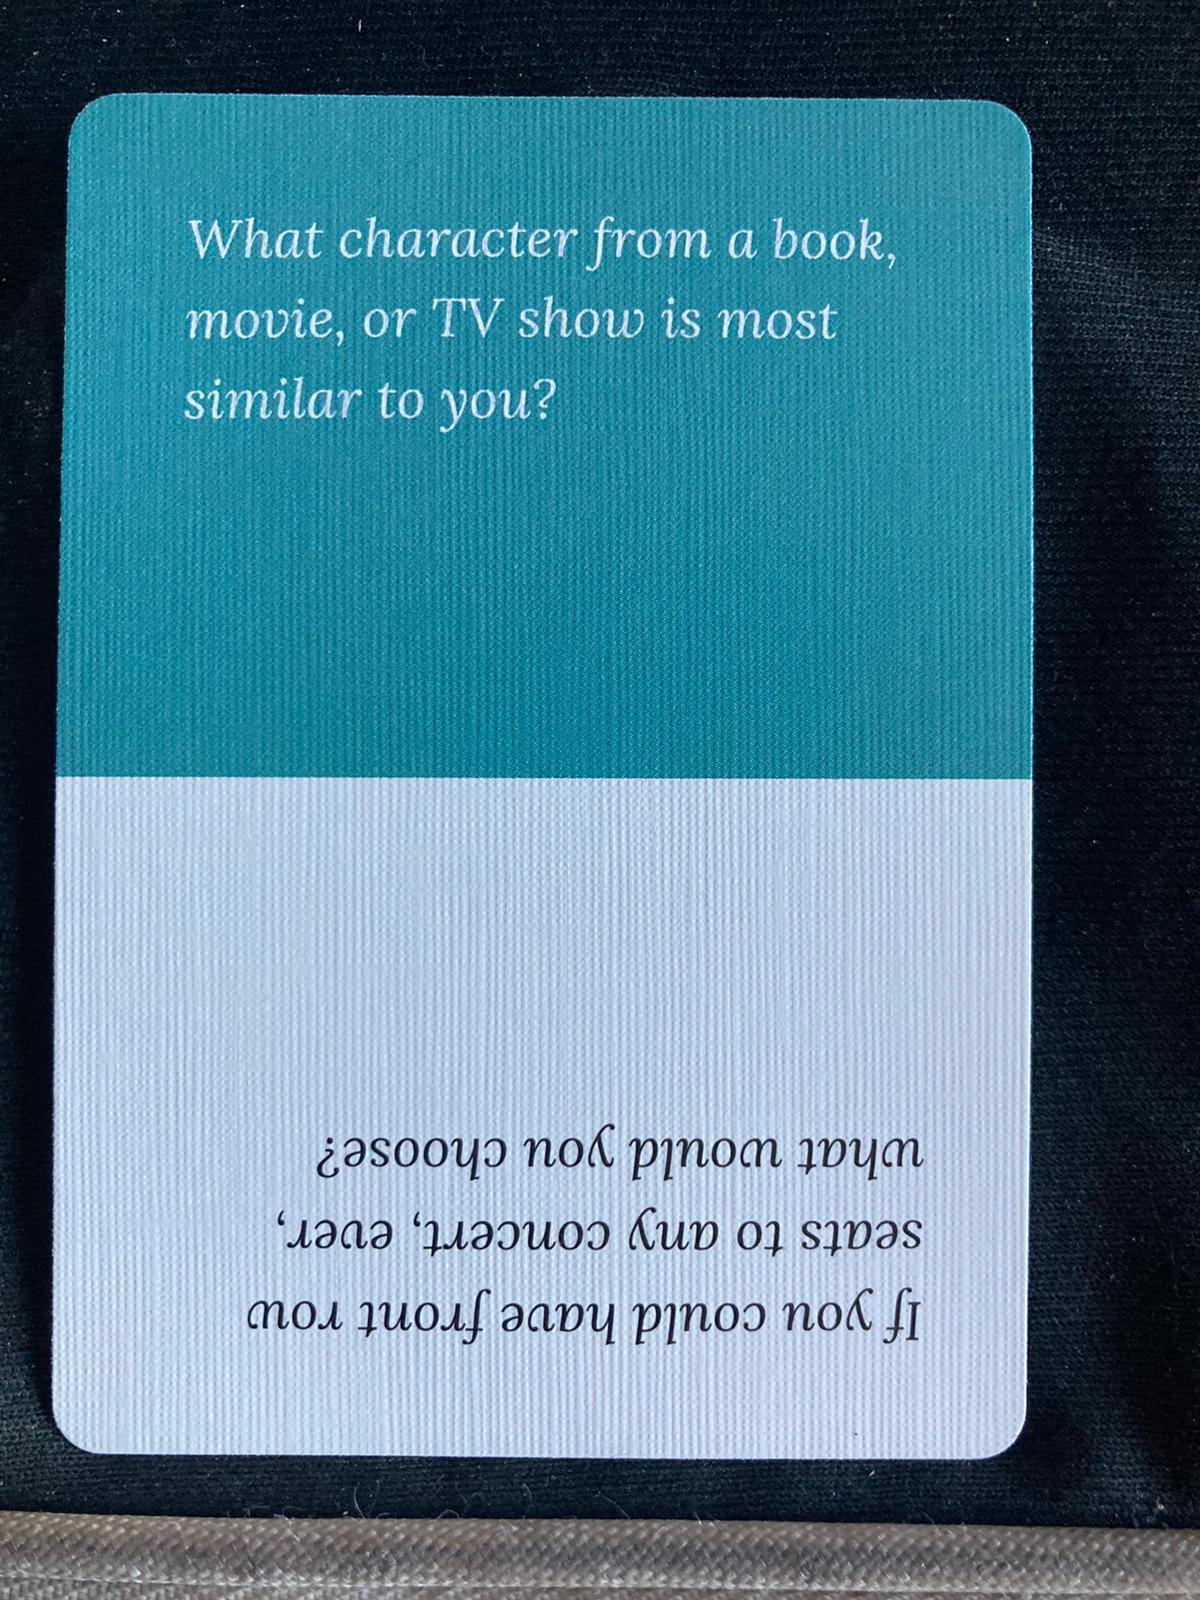 What character from a book,
movie, or TV show is most
similar to you?
If you could have front row
seats to any concert, ever,
what would you choose?